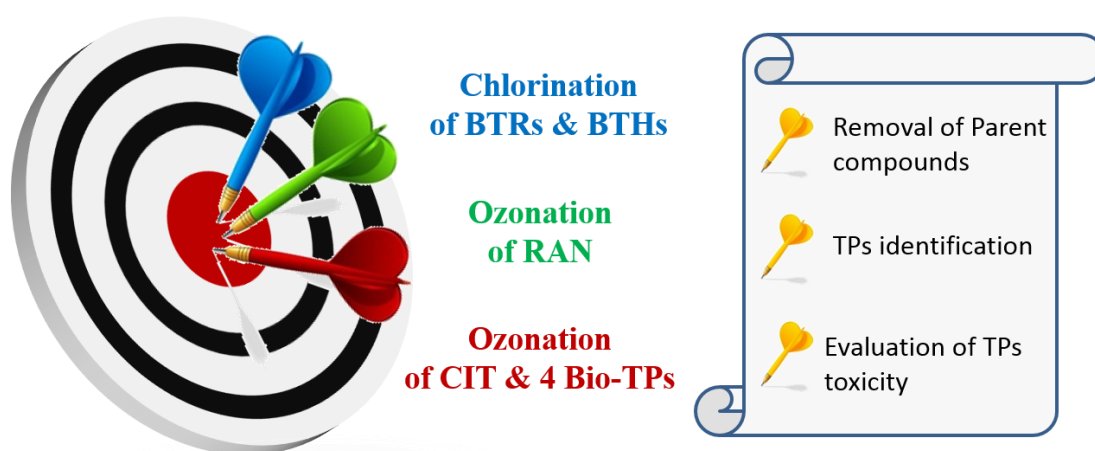 Chlorination
of BTRs & BTHs
Ozonation
of RAN
Ozonation
of CIT & 4 Bio-TPs
Removal of Parent
compounds
TPs identification
Evaluation of TPs
toxicity